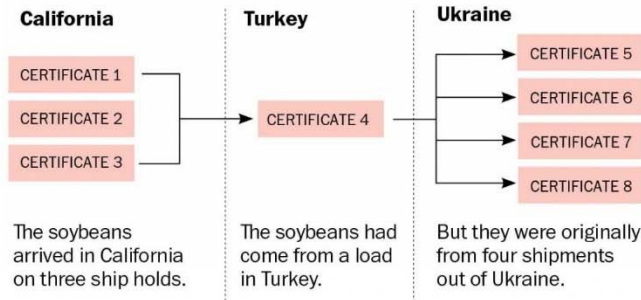 California
CERTIFICATE 1
CERTIFICATE 2
CERTIFICATE 3
The soybeans
arrived in California
on three ship holds.
Turkey
CERTIFICATE 4
The soybeans had
come from a load
in Turkey.
Ukraine
CERTIFICATE 5
CERTIFICATE 6
CERTIFICATE 7
CERTIFICATE 8
But they were originally
from four shipments
out of Ukraine.